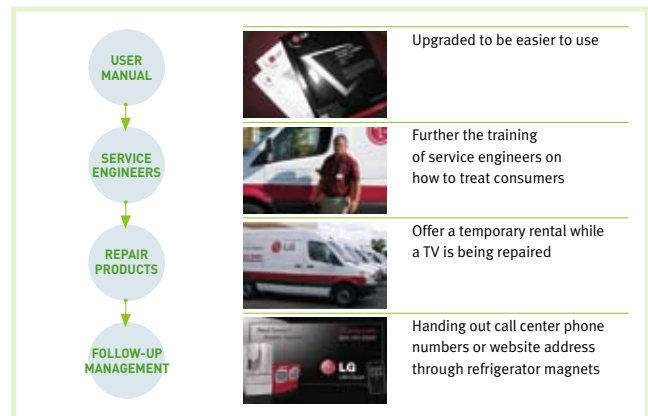 USER
MANUAL
LG
Upgraded to be easier to use
SERVICE
ENGINEERS
Further the training
of service engineers on
how to treat consumers
REPAIR
PRODUCTS
LG
Offer a temporary rental while
a TV is being repaired
FOLLOW-UP
MANAGEMENT
LG
Handing out call center phone
numbers or website address
through refrigerator magnets